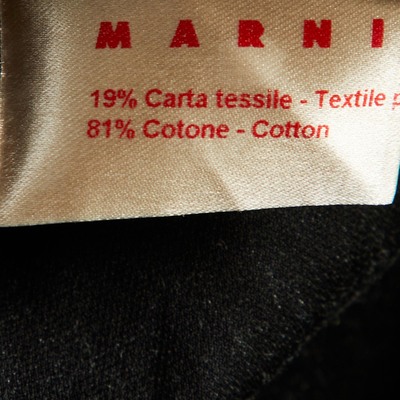 MARNI
19% Carta tessile - Textile
81% Cotone - Cotton